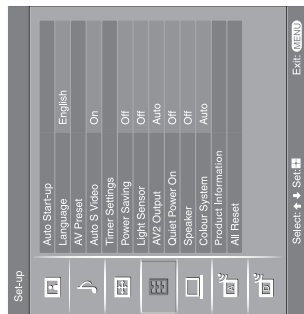 Set-up
Auto Start-up
Language English
AV Preset
Auto S Video On
Timer Settings
Power Saving Off
Light Sensor Off
AV2 Output Auto
Quiet Power On Off
Speaker Off
Colour System Auto
Product Information
All Reset
Select: Set: Exit: MENU